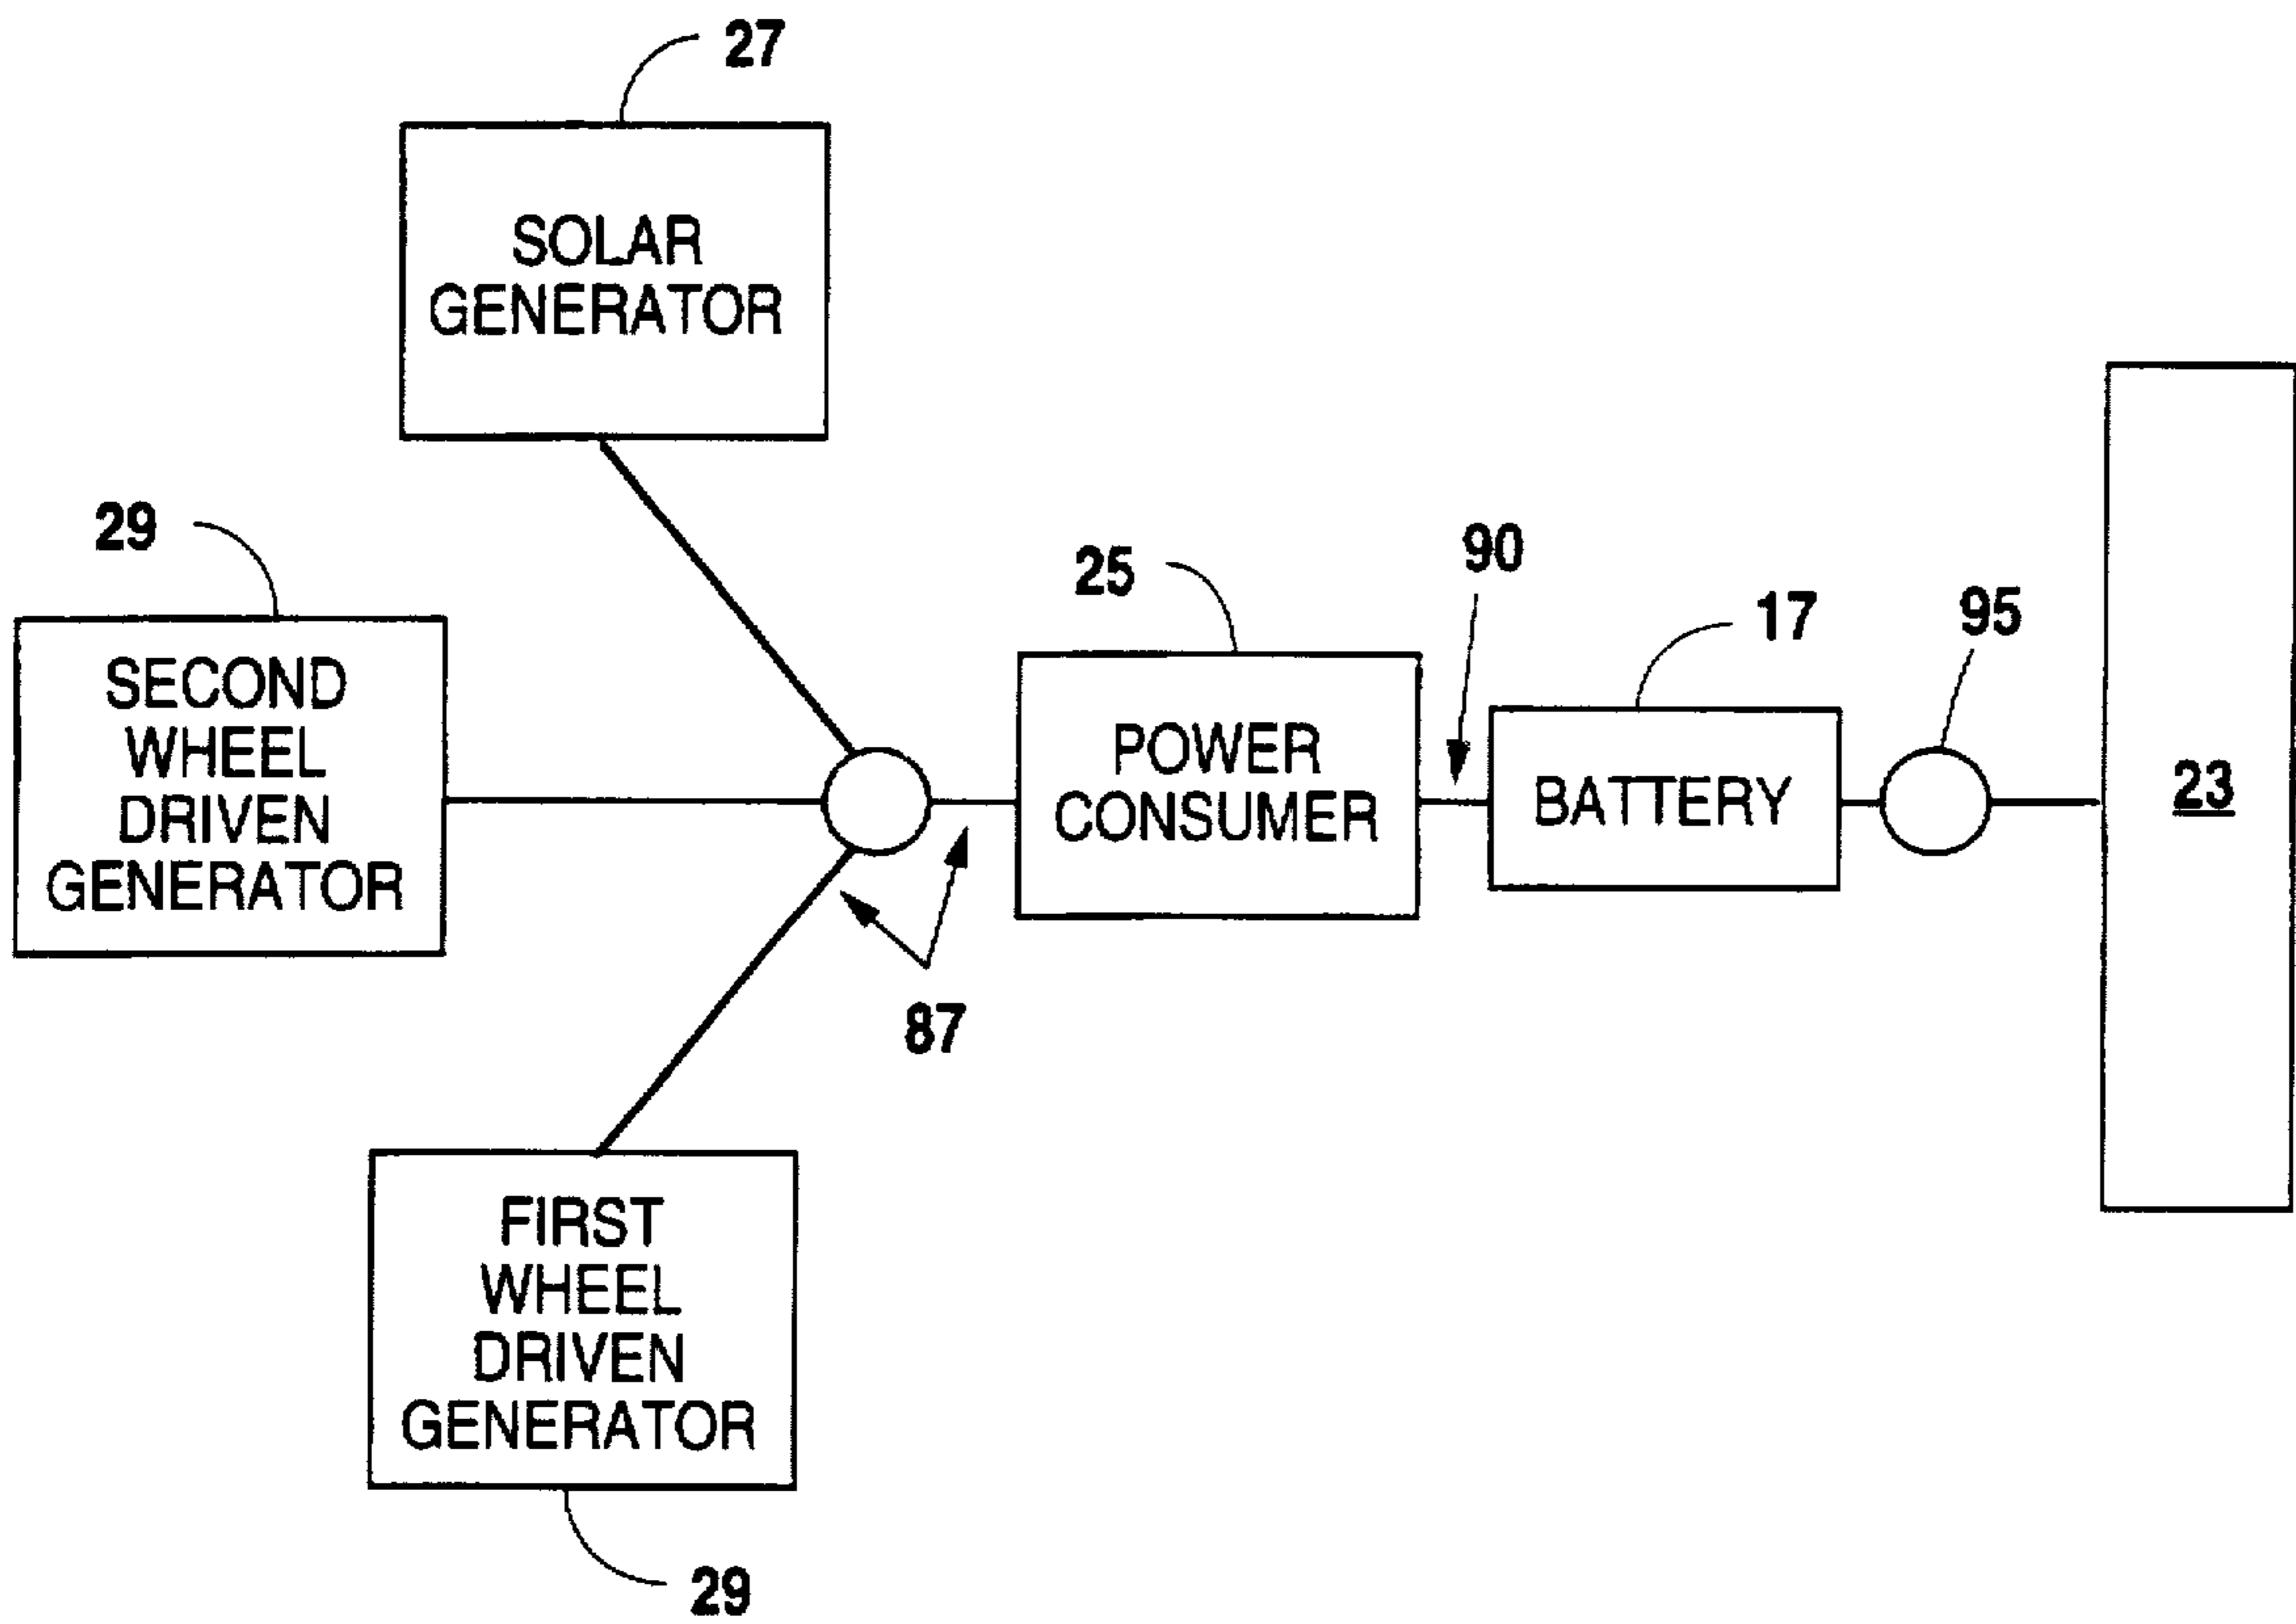 27
SOLAR
GENERATOR
29
SECOND
WHEEL
DRIVEN
GENERATOR
25
POWER
CONSUMER
90
17
BATTERY
95
23
87
FIRST
WHEEL
DRIVEN
GENERATOR
29